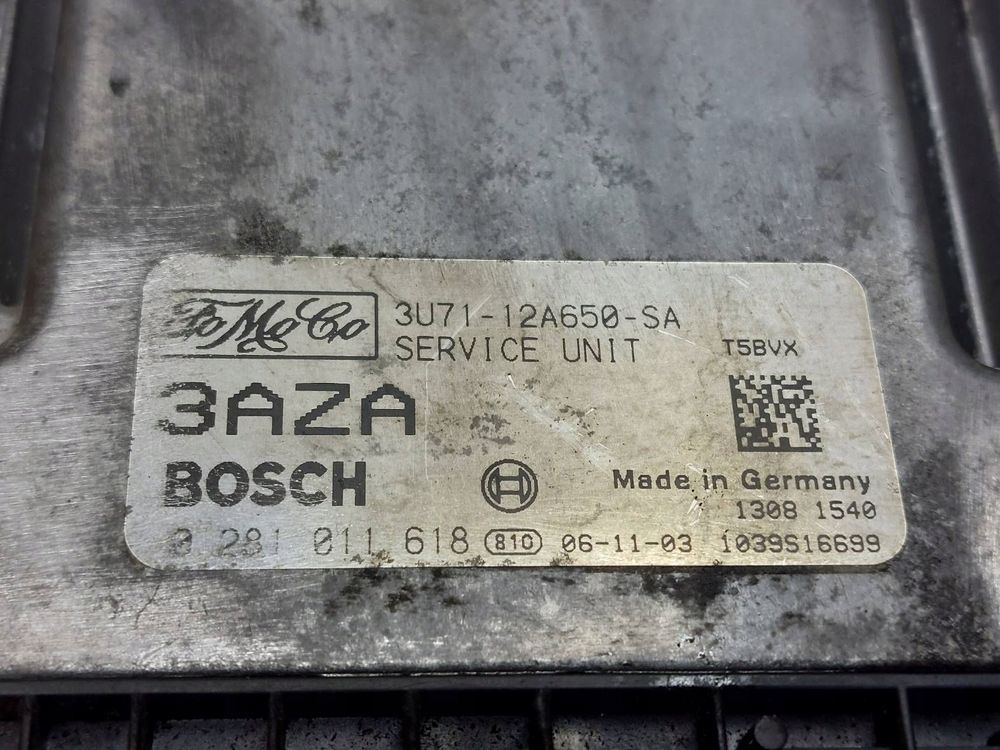 FoMoCo 3U71-12A650-SA
SERVICE UNIT T5BVX
3AZA
BOSCH Made in Germany
1308 1540
0 281 011 618 810 06-11-03 1039S16699